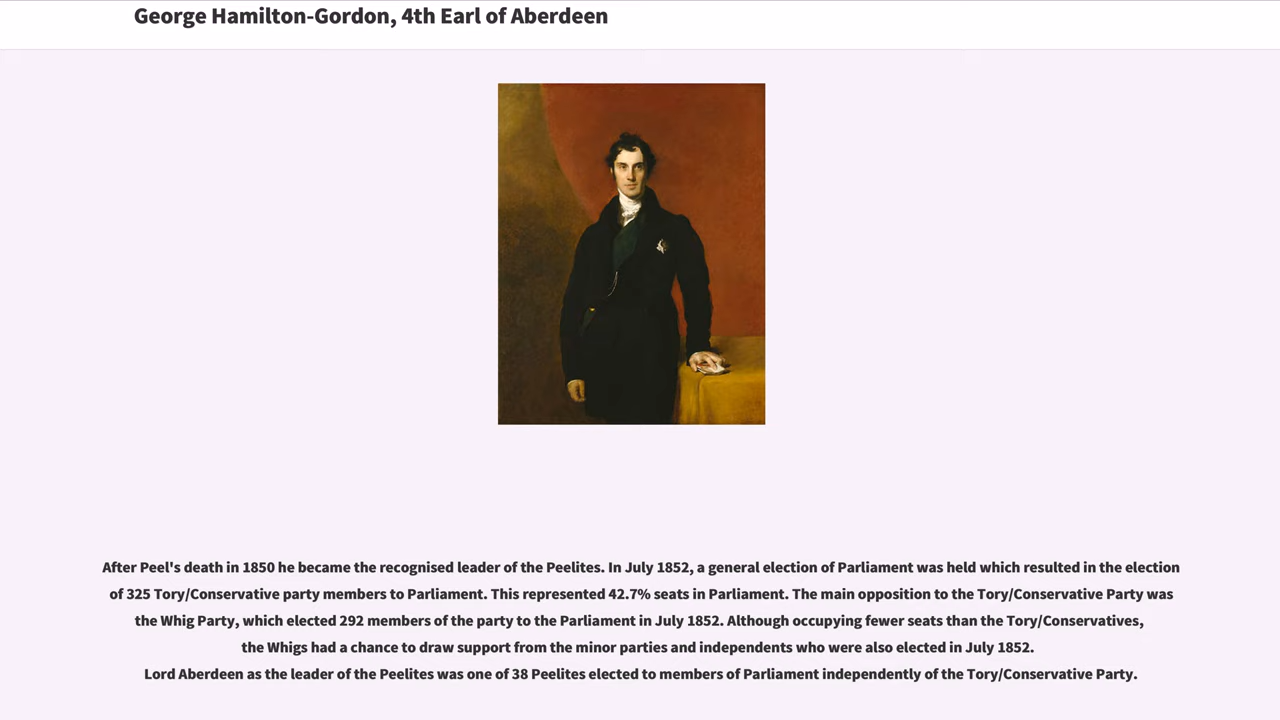 George Hamilton-Gordon, 4th Earl of Aberdeen
After Peel's death in 1850 he became the recognised leader of the Peelites. In July 1852, a general election of Parliament was held which resulted in the election
of 325 Tory/Conservative party members to Parliament. This represented 42.7% seats in Parliament. The main opposition to the Tory/Conservative Party was
the Whig Party, which elected 292 members of the party to the Parliament in July 1852. Although occupying fewer seats than the Tory/Conservatives,
the Whigs had a chance to draw support from the minor parties and independents who were also elected in July 1852.
Lord Aberdeen as the leader of the Peelites was one of 38 Peelites elected to members of Parliament independently of the Tory/Conservative Party.